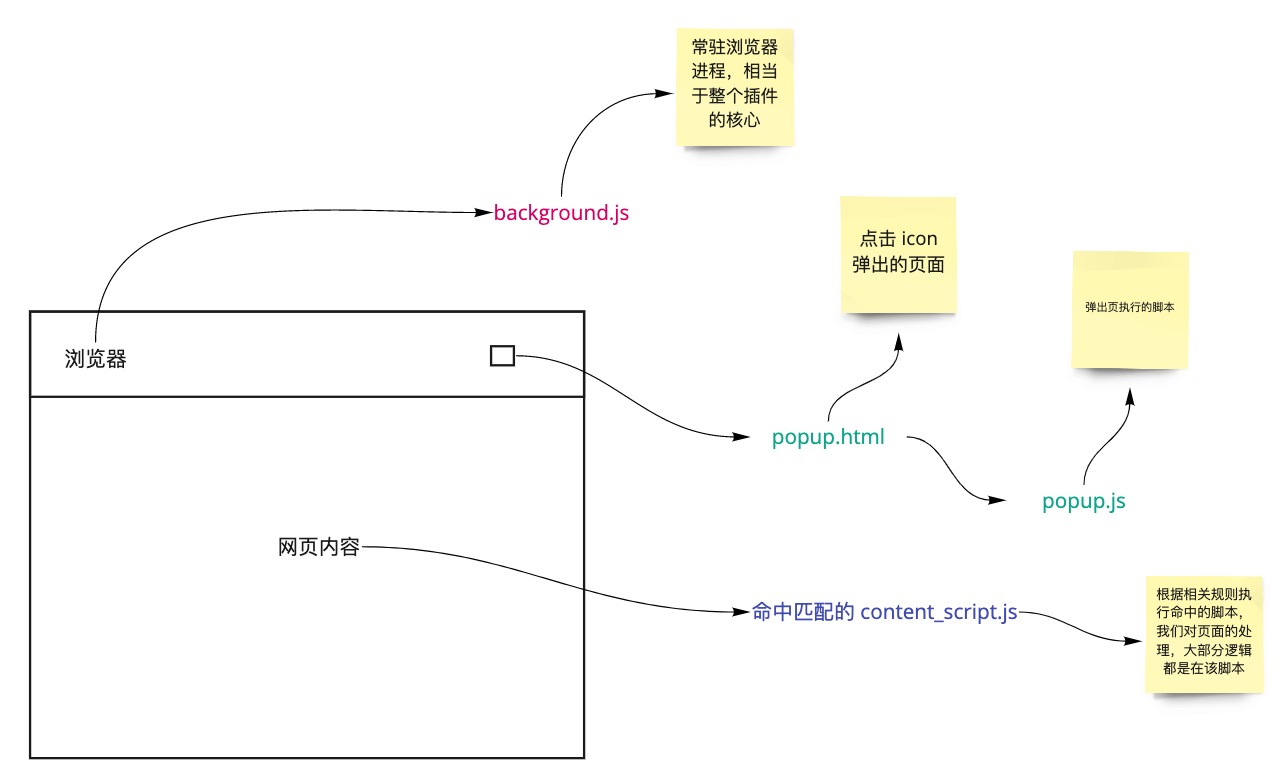 常驻浏览器
进程，相当
于整个插件
的核心
background.js
点击 icon
弹出的页面
弹出页执行的脚本
浏览器
popup.html
popup.js
网页内容
命中匹配的 content_script.js
根据相关规则执
行命中的脚本，
我们对页面的处
理，大部分逻辑
都是在该脚本